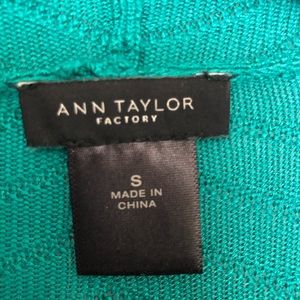 ANN TAYLOR
FACTORY
S
MADE IN
CHINA